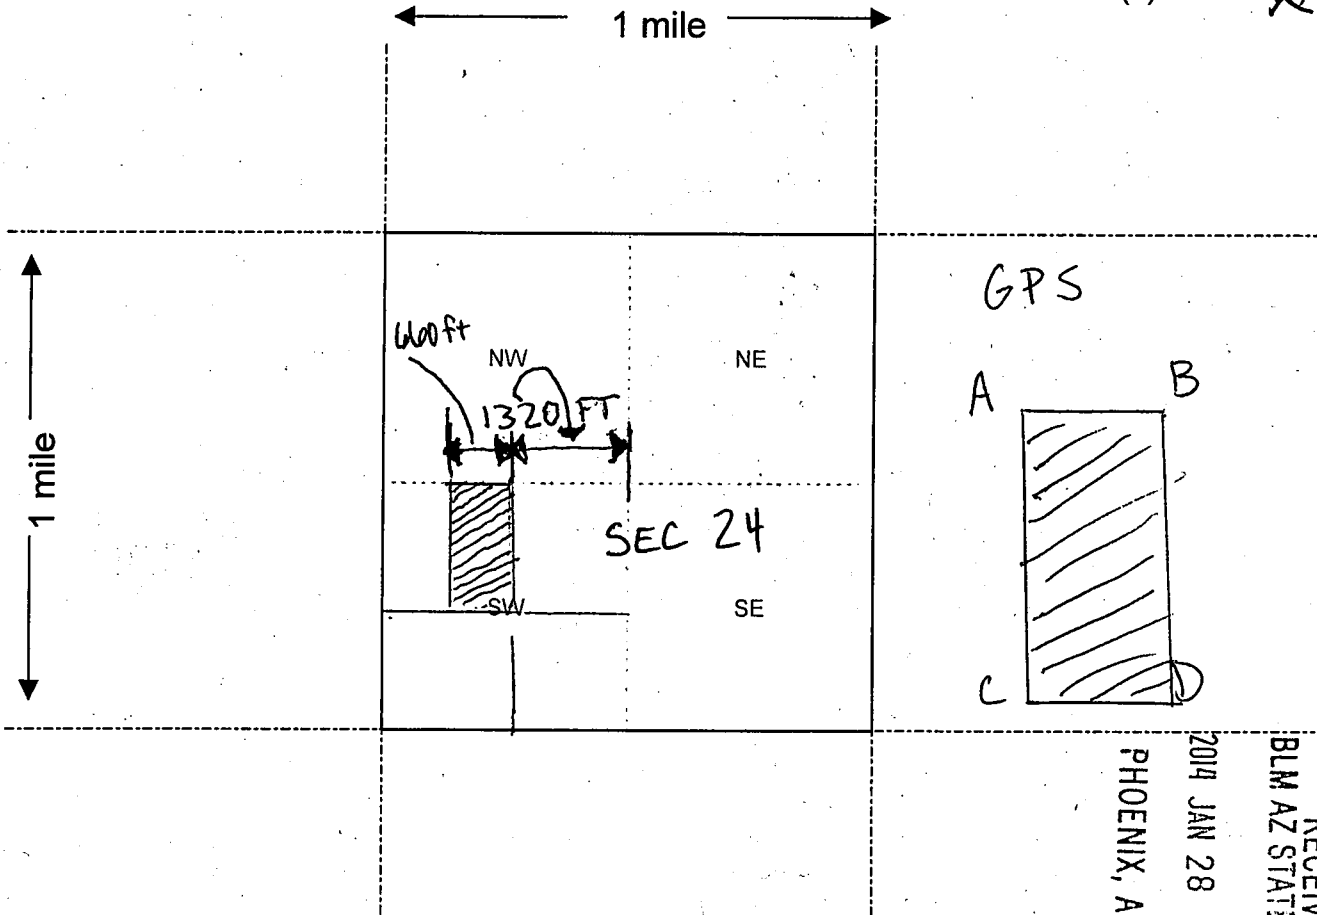 1 mile
1 mile
GPS
660ft
NW
NE
1320 FT
A
B
SEC 24
SW
SE
C
D
BLM AZ STAT
2014 JAN 28
PHOENIX, A